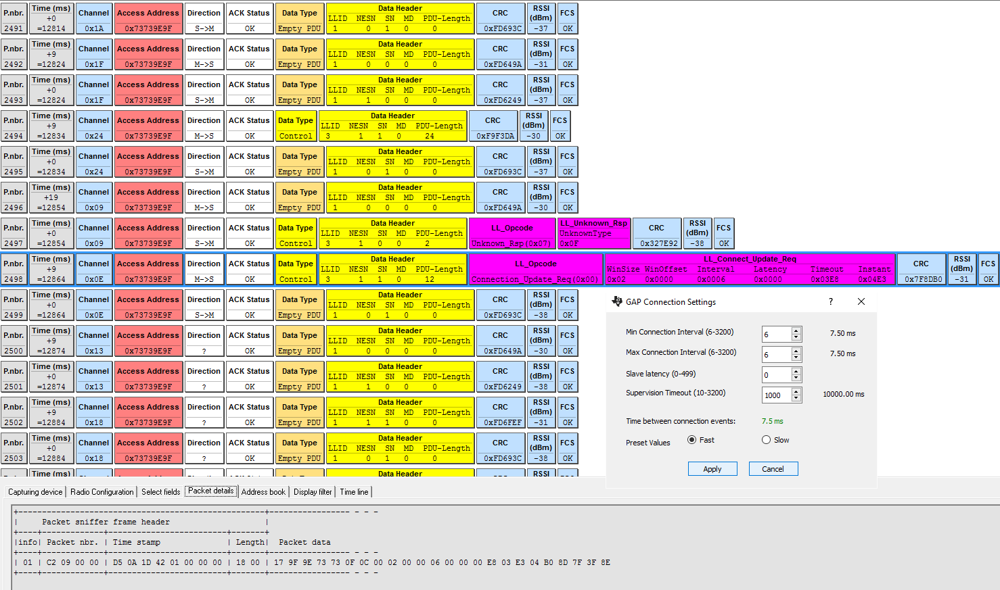 P.nbr. Time (ms) Channel Access Address Direction ACK Status Data Type Data Header CRC RSSI (dBm) FCS
+0 LLID NESN SN MD PDU-Length
2491 =12814 0x1A 0x73739E9F S->M OK Empty PDU 1 0 1 0 0 0xFD693C -37 OK
P.nbr. Time (ms) Channel Access Address Direction ACK Status Data Type Data Header CRC RSSI (dBm) FCS
+9 LLID NESN SN MD PDU-Length
2492 =12824 0x1F 0x73739E9F M->S OK Empty PDU 1 0 0 0 0 0xFD649A -31 OK
P.nbr. Time (ms) Channel Access Address Direction ACK Status Data Type Data Header CRC RSSI (dBm) FCS
+0 LLID NESN SN MD PDU-Length
2493 =12824 0x1F 0x73739E9F S->M OK Empty PDU 1 1 0 0 0 0xFD6249 -37 OK
P.nbr. Time (ms) Channel Access Address Direction ACK Status Data Type Data Header CRC RSSI (dBm) FCS
+9 LLID NESN SN MD PDU-Length
2494 =12834 0x24 0x73739E9F M->S OK Control 3 1 1 0 24 0xF9F3DA -30 OK
P.nbr. Time (ms) Channel Access Address Direction ACK Status Data Type Data Header CRC RSSI (dBm) FCS
+0 LLID NESN SN MD PDU-Length
2495 =12834 0x24 0x73739E9F S->M OK Empty PDU 1 0 1 0 0 0xFD693C -37 OK
P.nbr. Time (ms) Channel Access Address Direction ACK Status Data Type Data Header CRC RSSI (dBm) FCS
+19 LLID NESN SN MD PDU-Length
2496 =12854 0x09 0x73739E9F M->S OK Empty PDU 1 0 0 0 0 0xFD649A -30 OK
P.nbr. Time (ms) Channel Access Address Direction ACK Status Data Type Data Header LL_Opcode LL_Unknown_Rsp CRC RSSI (dBm) FCS
+0 LLID NESN SN MD PDU-Length UnknownType
2497 =12854 0x09 0x73739E9F S->M OK Control 3 1 0 0 2 Unknown_Rsp(0x07) 0x0F 0x327E92 -38 OK
P.nbr. Time (ms) Channel Access Address Direction ACK Status Data Type Data Header LL_Opcode LL_Connect_Update_Req CRC RSSI (dBm) FCS
+9 LLID NESN SN MD PDU-Length WinSize WinOffset Interval Latency Timeout Instant
2498 =12864 0x0E 0x73739E9F M->S OK Control 3 1 1 0 12 Connection_Update_Req(0x00) 0x02 0x0000 0x0006 0x0000 0x03E8 0x04E3 0x7F8DB0 -31 OK
P.nbr. Time (ms) Channel Access Address Direction ACK Status Data Type Data Header CRC RSSI (dBm) FCS
+0 LLID NESN SN MD PDU-Length
2499 =12864 0x0E 0x73739E9F S->M OK Empty PDU 1 0 1 0 0 0xFD693C -38 OK
P.nbr. Time (ms) Channel Access Address Direction ACK Status Data Type Data Header CRC RSSI (dBm) FCS
+9 LLID NESN SN MD PDU-Length
2500 =12874 0x13 0x73739E9F ? OK Empty PDU 1 0 0 0 0 0xFD649A -30 OK
P.nbr. Time (ms) Channel Access Address Direction ACK Status Data Type Data Header CRC RSSI (dBm) FCS
+0 LLID NESN SN MD PDU-Length
2501 =12874 0x13 0x73739E9F ? OK Empty PDU 1 1 0 0 0 0xFD6249 -38 OK
P.nbr. Time (ms) Channel Access Address Direction ACK Status Data Type Data Header CRC RSSI (dBm) FCS
+9 LLID NESN SN MD PDU-Length
2502 =12884 0x18 0x73739E9F ? OK Empty PDU 1 1 1 0 0 0xFD6FEF -31 OK
P.nbr. Time (ms) Channel Access Address Direction ACK Status Data Type Data Header CRC RSSI (dBm) FCS
+0 LLID NESN SN MD PDU-Length
2503 =12884 0x18 0x73739E9F ? OK Empty PDU 1 0 1 0 0 0xFD693C -38 OK
Time (ms) Data Header RSSI
GAP Connection Settings ?
Min Connection Interval (6-3200) 6 7.50 ms
Max Connection Interval (6-3200) 6 7.50 ms
Slave latency (0-499) 0
Supervision Timeout (10-3200) 1000 10000.00 ms
Time between connection events: 7.5 ms
Preset Values Fast Slow
Apply Cancel
Capturing device Radio Configuration Select fields Packet details Address book Display filter Time line
Packet sniffer frame header
|info| Packet nbr. | Time stamp | Length| Packet data
| 01 | C2 09 00 00 | D5 0A 1D 42 01 00 00 00 | 18 00 | 17 9F 9E 73 73 0F 0C 00 02 00 00 06 00 00 00 E8 03 E3 04 B0 8D 7F 3F 8E